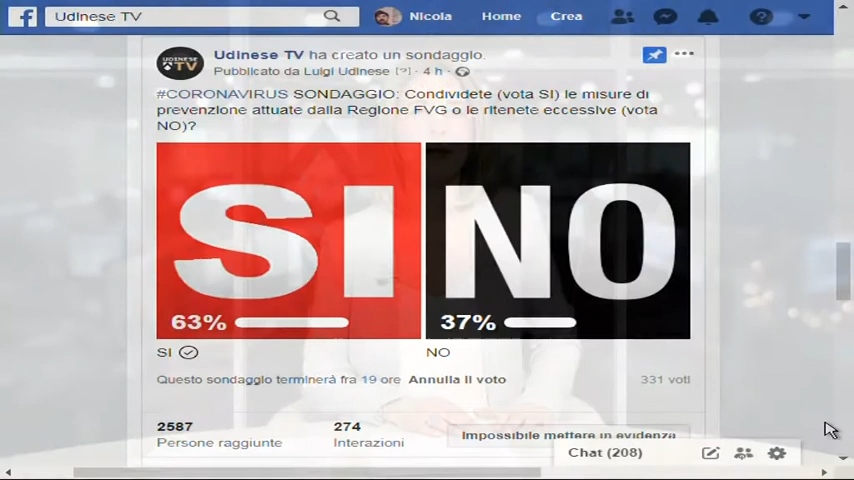 Udinese TV
Nicola
Home
Crea
UDINESE TV
Udinese TV ha creato un sondaggio.
Pubblicato da Luigi Udinese [?] · 4 h ·
#CORONAVIRUS SONDAGGIO: Condividete (vota SI) le misure di
prevenzione attuate dalla Regione FVG o le ritenete eccessive (vota
NO)?
SI
NO
63%
37%
SI
NO
Questo sondaggio terminerà fra 19 ore Annulla il voto
331 voti
2587
Persone raggiunte
274
Interazioni
Impossibile mettere in evidenza
Chat (208)